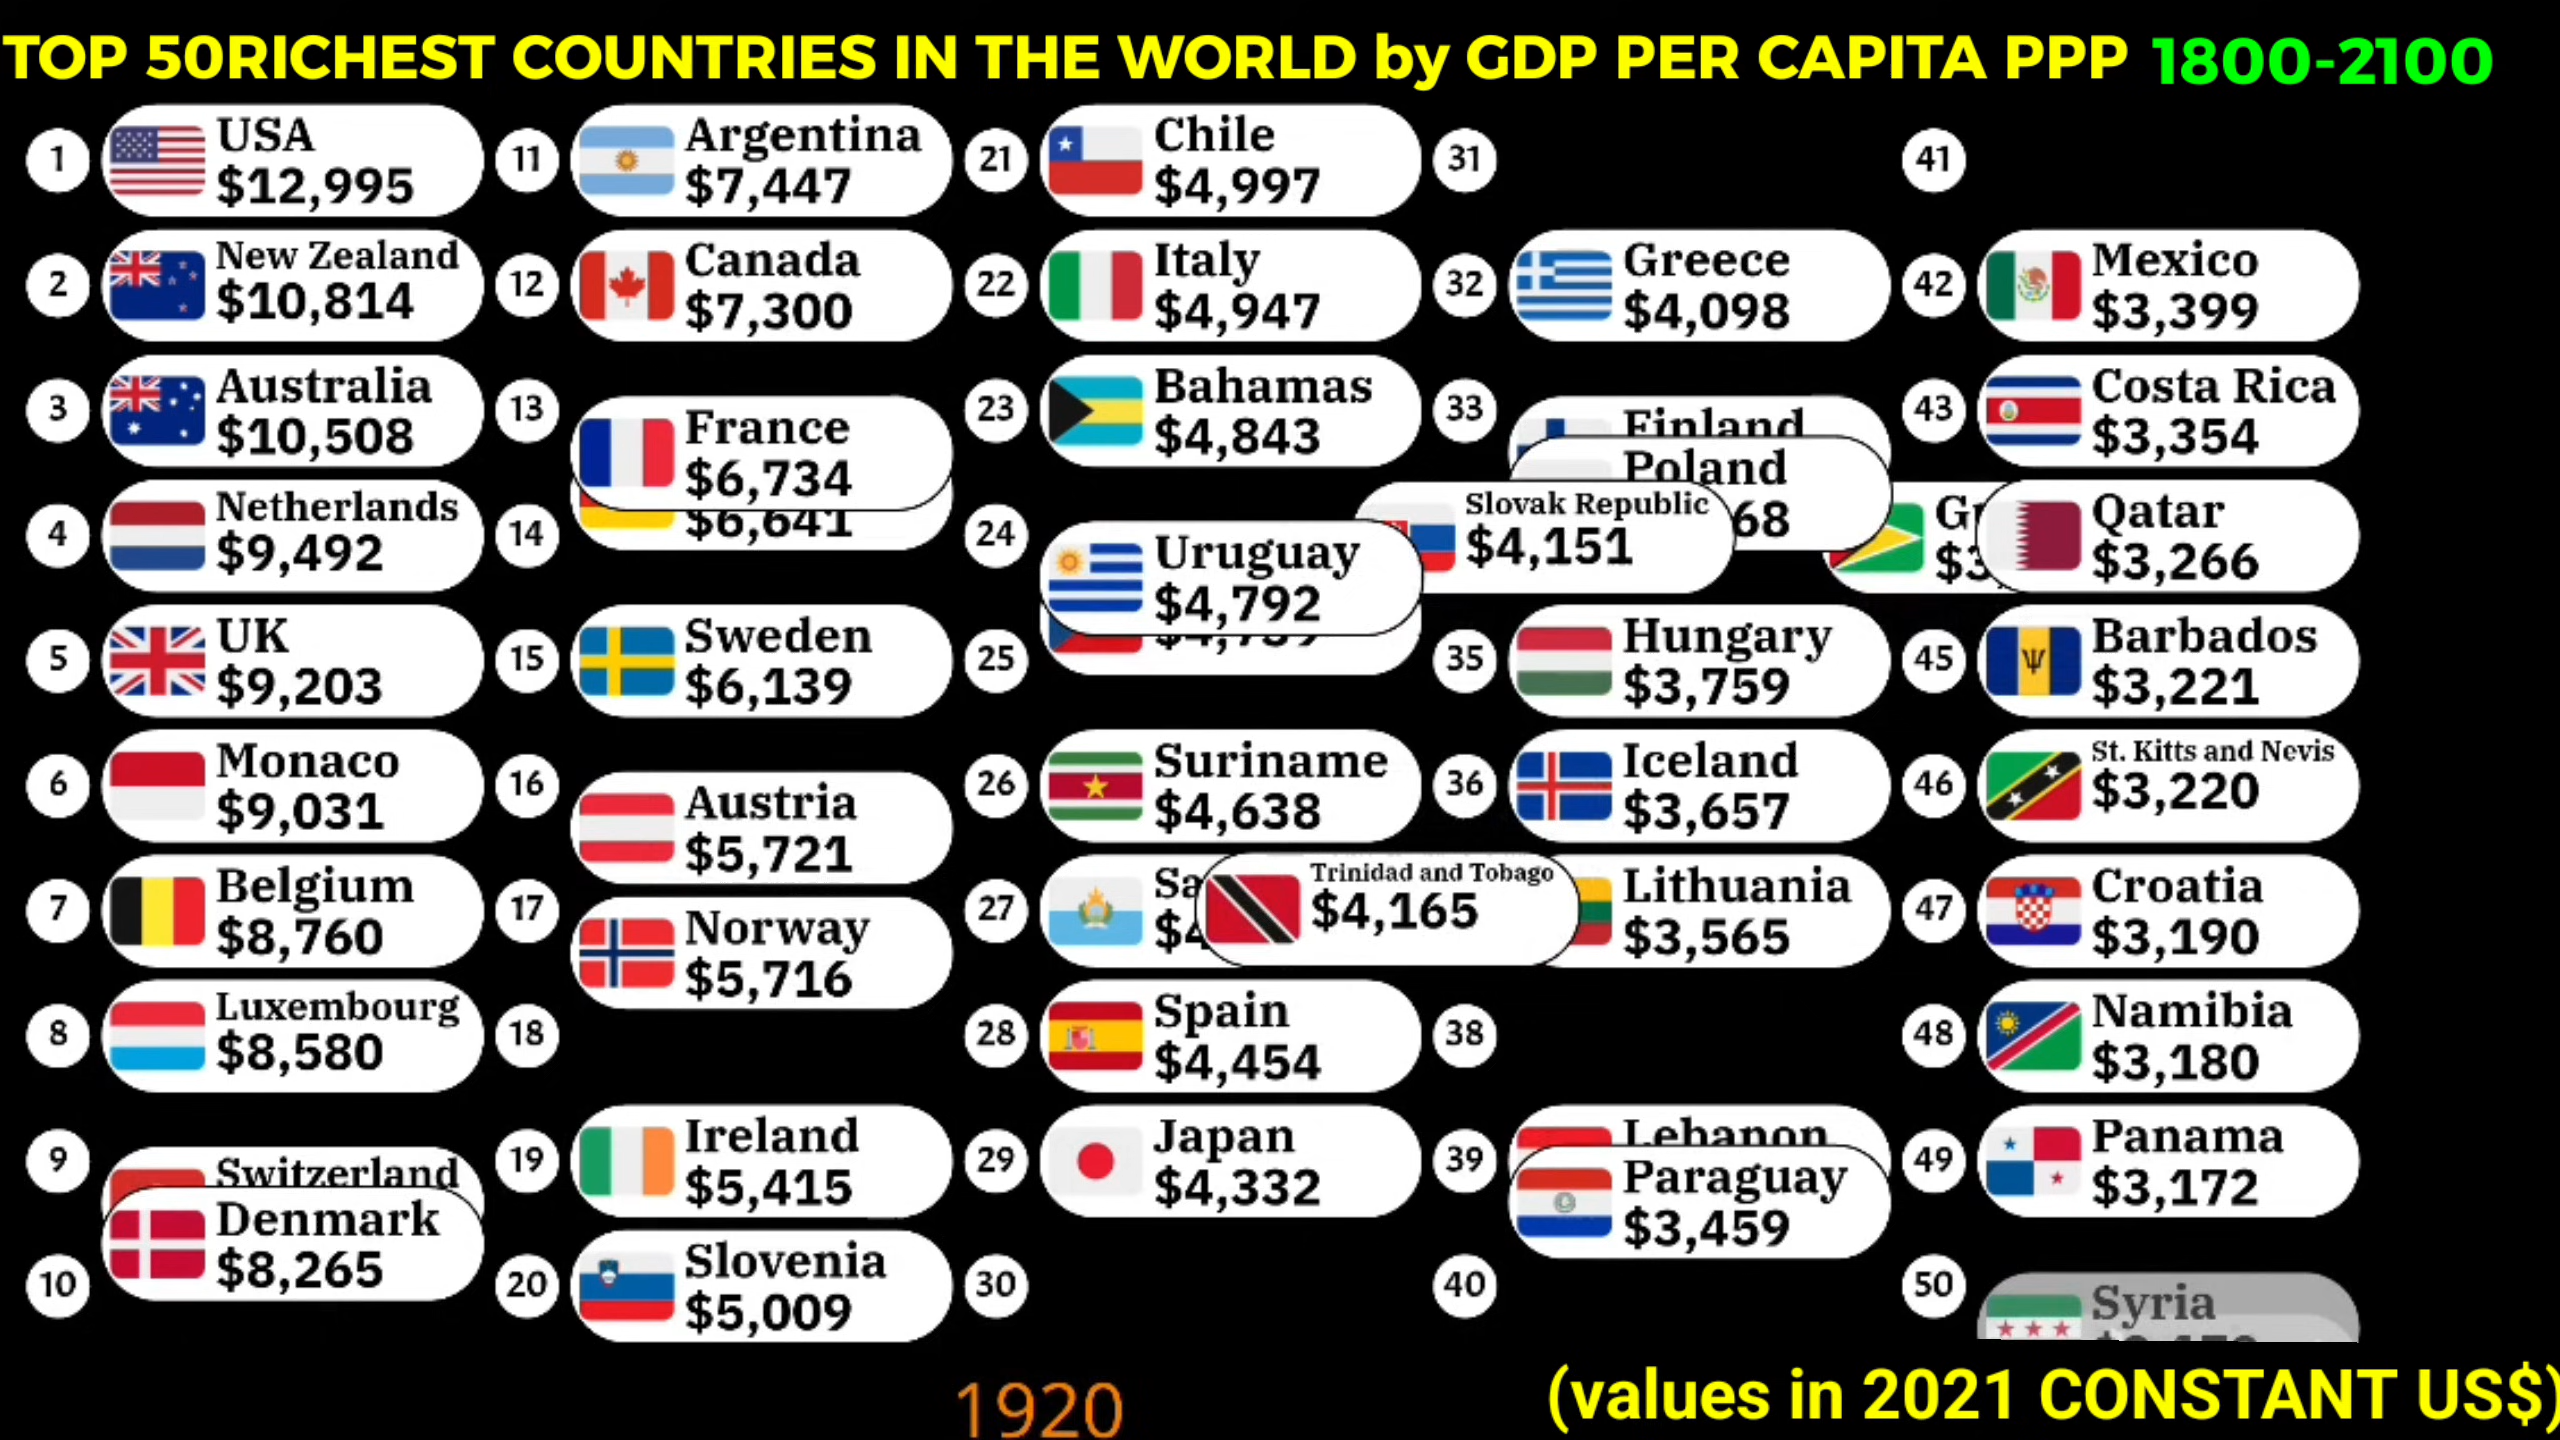 TOP 50RICHEST COUNTRIES IN THE WORLD by GDP PER CAPITA PPP 1800-2100
1
USA
$12,995
2
New Zealand
$10,814
3
Australia
$10,508
4
Netherlands
$9,492
5
UK
$9,203
6
Monaco
$9,031
7
Belgium
$8,760
8
Luxembourg
$8,580
9
Switzerland
Denmark
$8,265
10
11
Argentina
$7,447
12
Canada
$7,300
13
France
$6,734
14
$6,641
15
Sweden
$6,139
16
Austria
$5,721
17
Norway
$5,716
18
19
Ireland
$5,415
20
Slovenia
$5,009
21
Chile
$4,997
22
Italy
$4,947
23
Bahamas
$4,843
24
Uruguay
$4,792
25
26
Suriname
$4,638
27
Trinidad and Tobago
$4,165
28
Spain
$4,454
29
Japan
$4,332
30
31
32
Greece
$4,098
33
Finland
Poland
Slovak Republic
$4,151
35
Hungary
$3,759
36
Iceland
$3,657
Lithuania
$3,565
38
39
Lebanon
Paraguay
$3,459
40
41
42
Mexico
$3,399
43
Costa Rica
$3,354
Qatar
$3,266
45
Barbados
$3,221
46
St. Kitts and Nevis
$3,220
47
Croatia
$3,190
48
Namibia
$3,180
49
Panama
$3,172
50
Syria
1920
(values in 2021 CONSTANT US$)